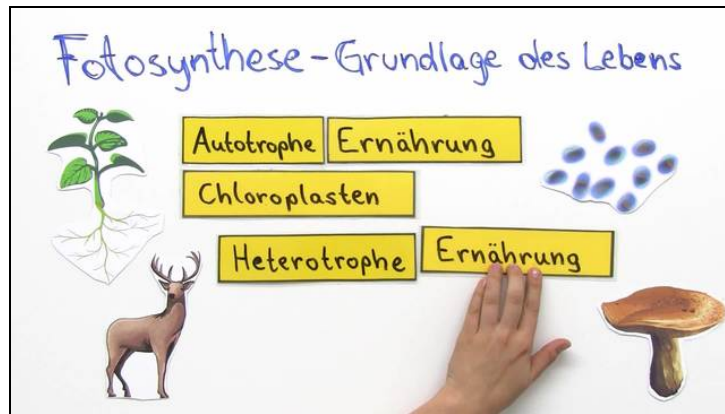 Fotosynthese - Grundlage des Lebens
Autotrophe Ernährung
Chloroplasten
Heterotrophe Ernährung